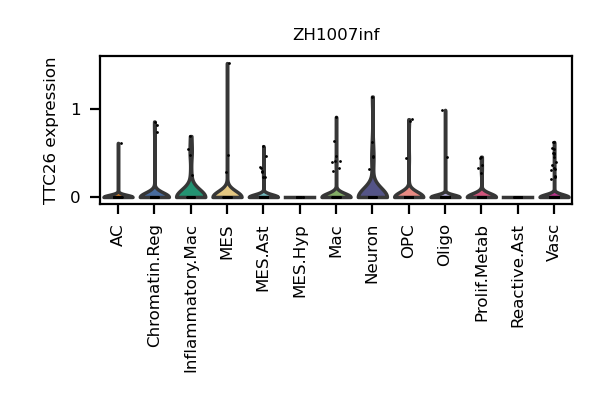 ZH1007inf
TTC26 expression
1
0
AC
Chromatin.Reg
Inflammatory.Mac
MES
MES.Ast
MES.Hyp
Mac
Neuron
OPC
Oligo
Prolif.Metab
Reactive.Ast
Vasc